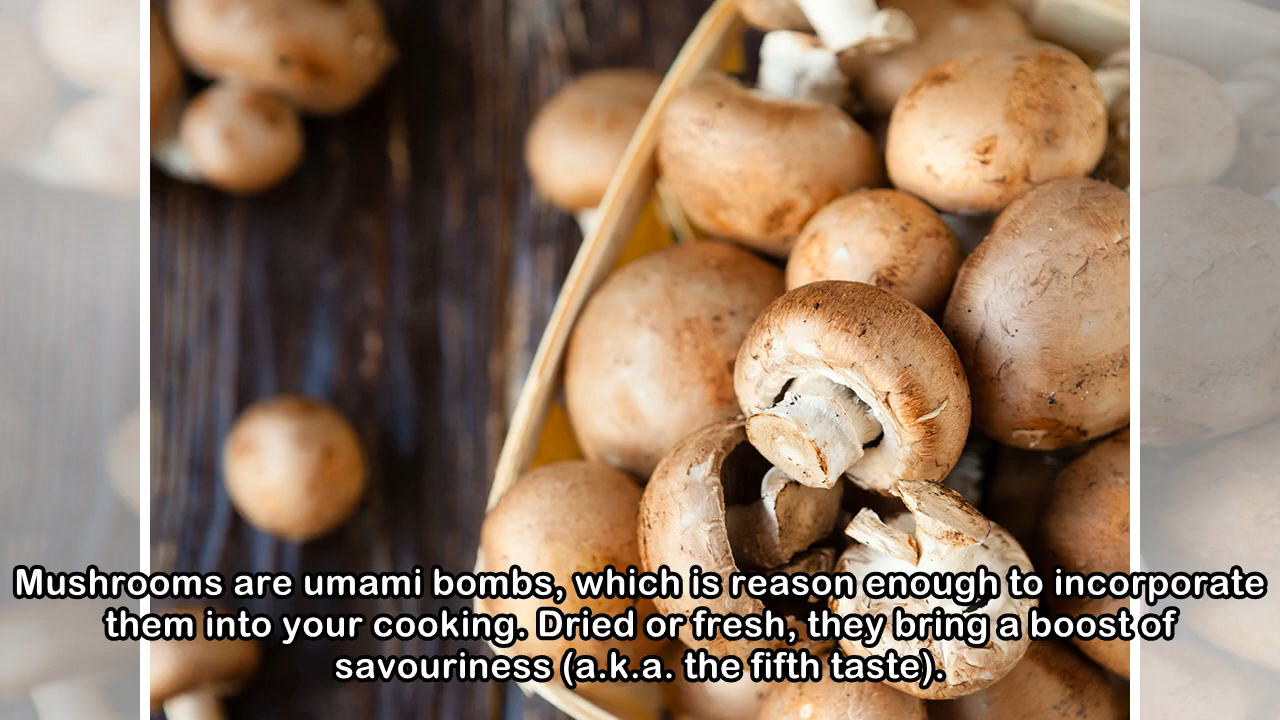 Mushrooms are umami bombs, which is reason enough to incorporate
them into your cooking. Dried or fresh, they bring a boost of
savouriness (a.k.a. the fifth taste).